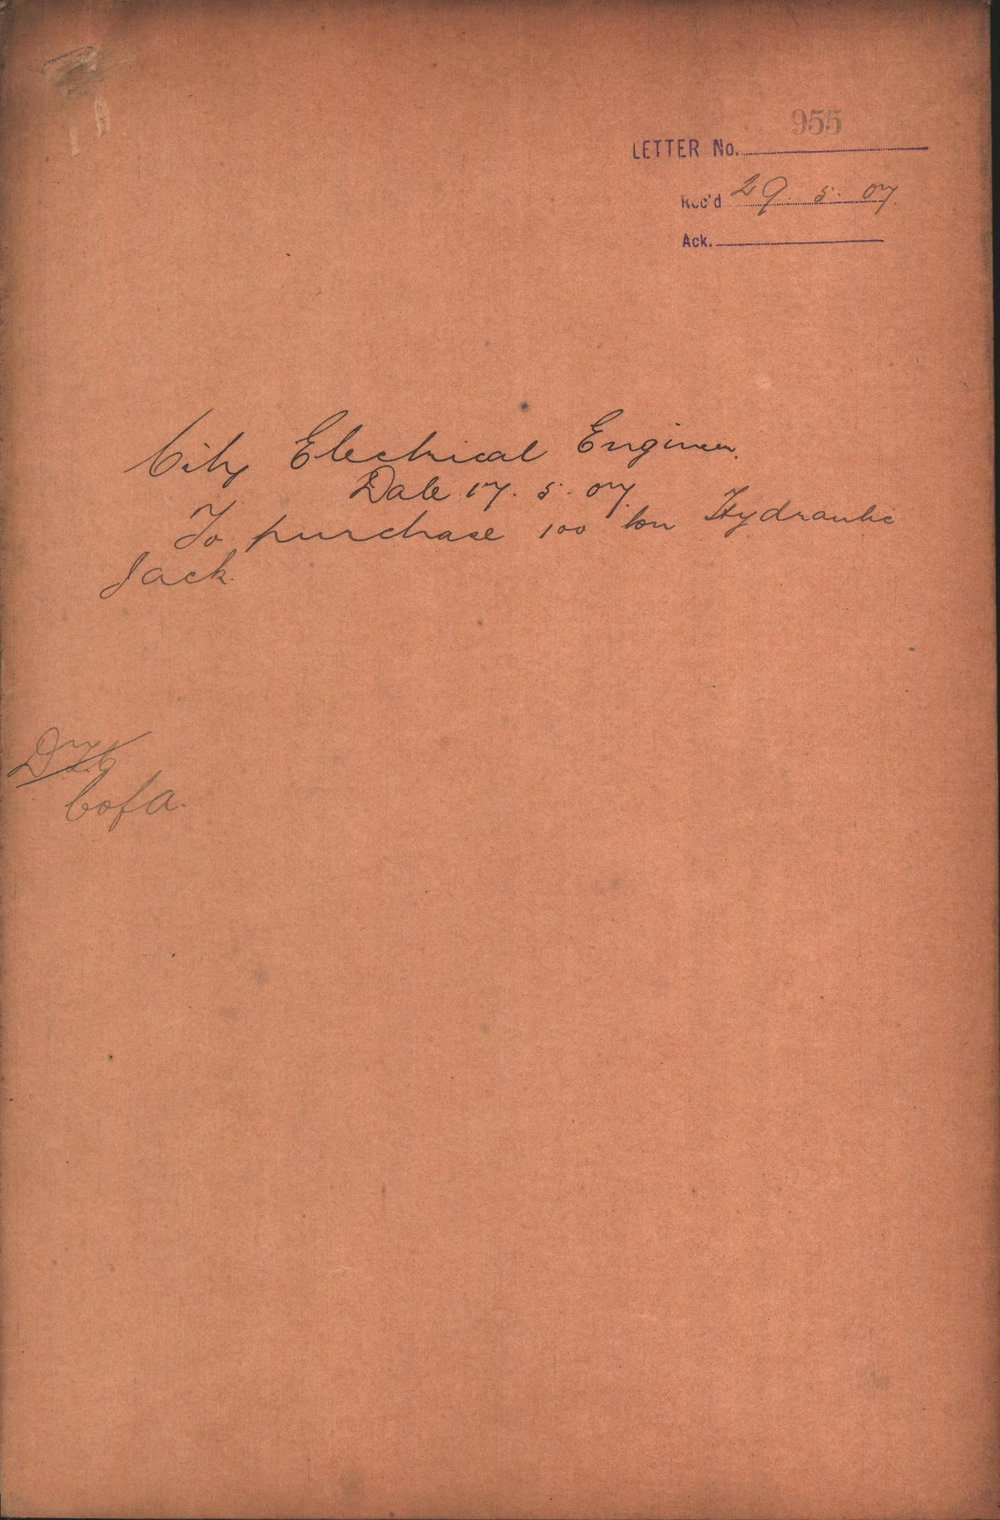 955
LETTER No.
Rec'd 29. 5. 07.
Ack.
City Electrical Engineer.
Date 17. 5. 07.
To purchase 100 ton Hydraulic
Jack.
C of A.